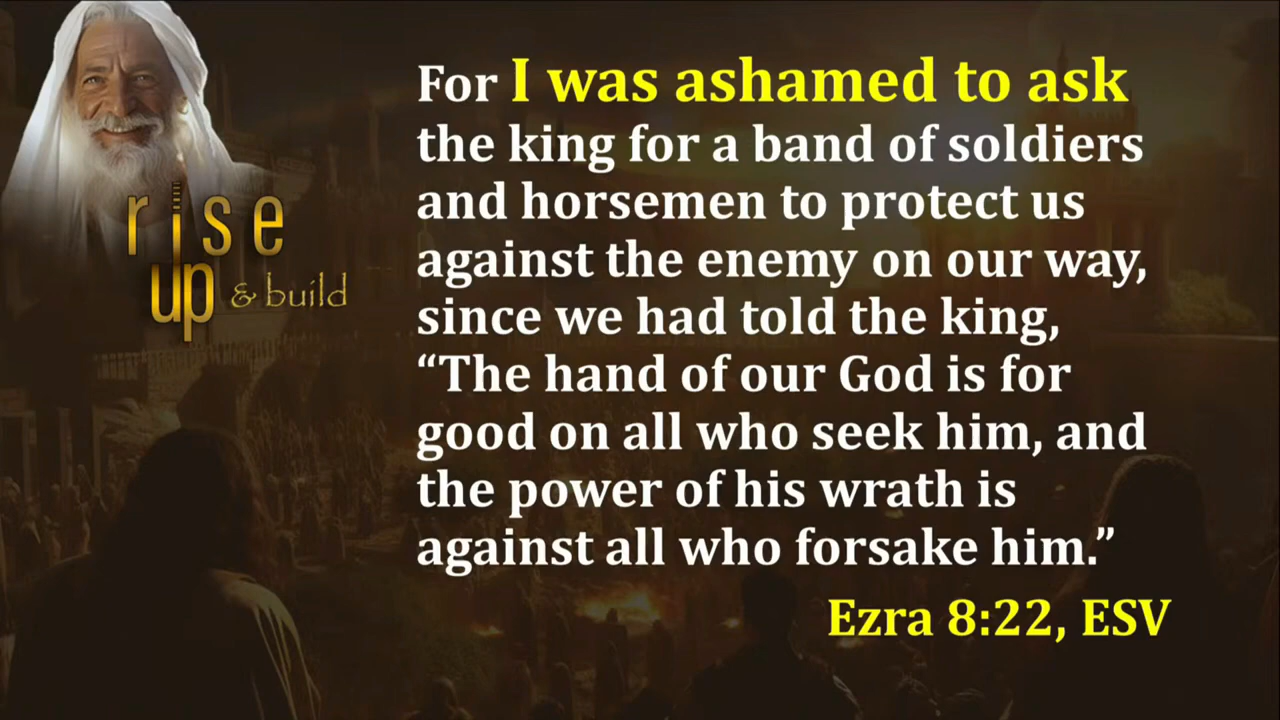 rise
up & build
For I was ashamed to ask
the king for a band of soldiers
and horsemen to protect us
against the enemy on our way,
since we had told the king,
“The hand of our God is for
good on all who seek him, and
the power of his wrath is
against all who forsake him.”
Ezra 8:22, ESV